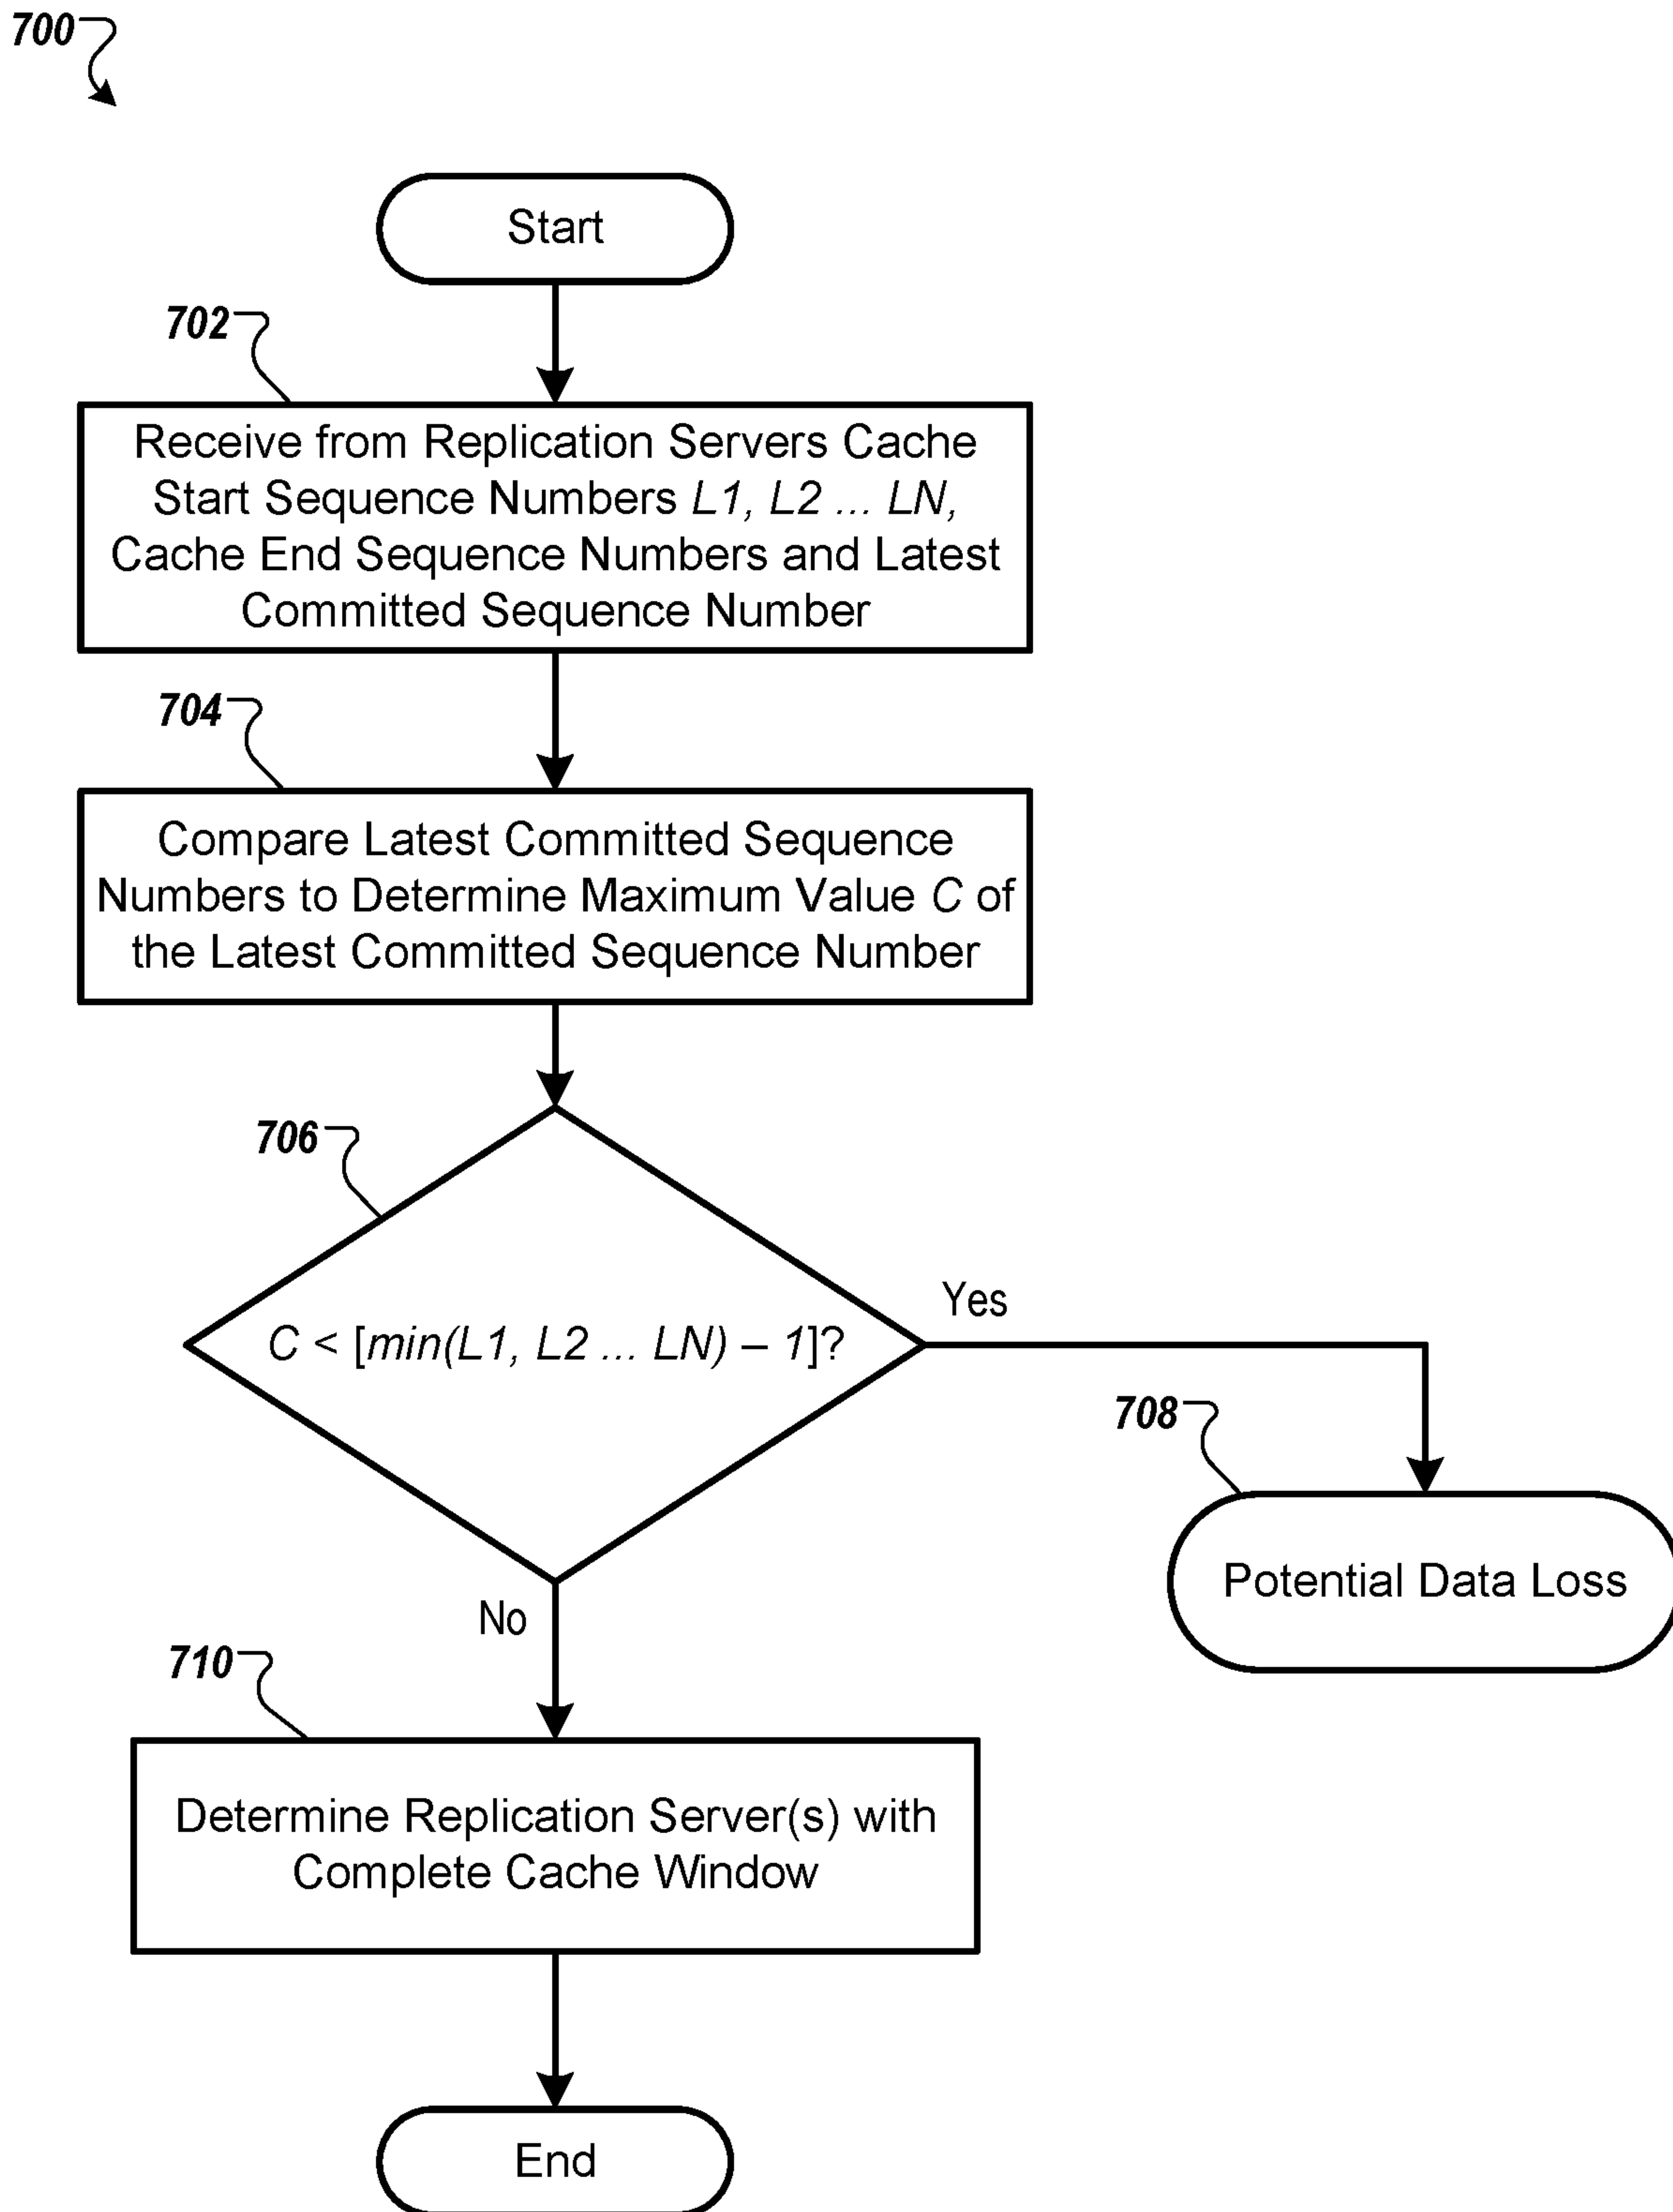 700
Start
702
Receive from Replication Servers Cache
Start Sequence Numbers L1, L2 ... LN,
Cache End Sequence Numbers and Latest
Committed Sequence Number
704
Compare Latest Committed Sequence
Numbers to Determine Maximum Value C of
the Latest Committed Sequence Number
706
C < [min(L1, L2 ... LN) – 1]?
Yes
708
Potential Data Loss
No
710
Determine Replication Server(s) with
Complete Cache Window
End